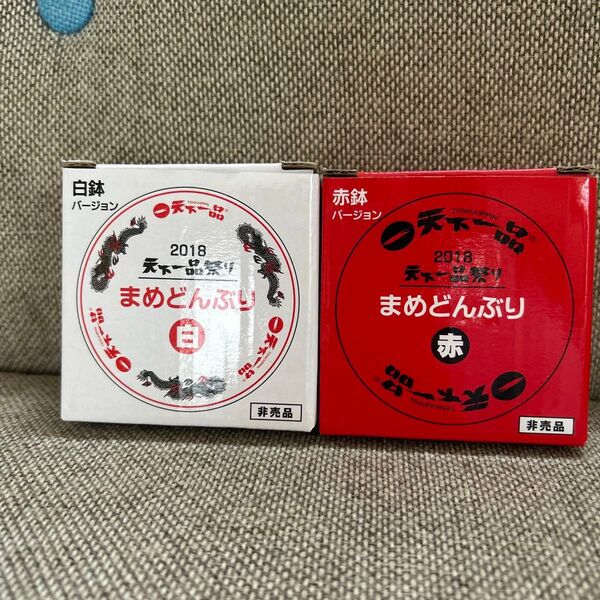 白鉢
バージョン
天下一品®
2018
天下一品祭り
まめどんぶり
白
天下一品
天下一品
非売品
赤鉢
バージョン
天下一品®
TENKAIPPIN
2018
天下一品祭り
まめどんぶり
赤
天下一品
TENKAIPPIN
非売品